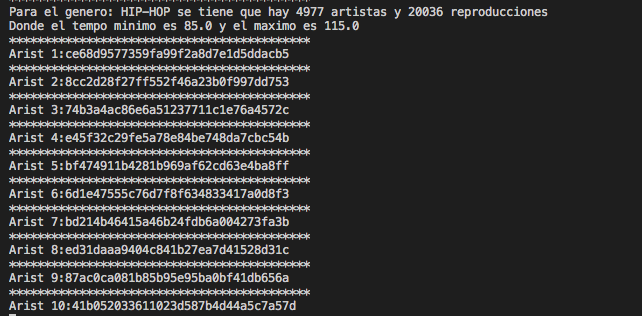 *******************************************
Para el genero: HIP-HOP se tiene que hay 4977 artistas y 20036 reproducciones
Donde el tempo minimo es 85.0 y el maximo es 115.0
*******************************************
Arist 1:ce68d9577359fa99f2a8d7e1d5ddacb5
*******************************************
Arist 2:8cc2d28f27ff552f46a23b0f997dd753
*******************************************
Arist 3:74b3a4ac86e6a51237711c1e76a4572c
*******************************************
Arist 4:e45f32c29fe5a78e84be748da7cbc54b
*******************************************
Arist 5:bf474911b4281b969af62cd63e4ba8ff
*******************************************
Arist 6:6d1e47555c76d7f8f634833417a0d8f3
*******************************************
Arist 7:bd214b46415a46b24fdb6a004273fa3b
*******************************************
Arist 8:ed31daaa9404c841b27ea7d41528d31c
*******************************************
Arist 9:87ac0ca081b85b95e95ba0bf41db656a
*******************************************
Arist 10:41b052033611023d587b4d44a5c7a57d